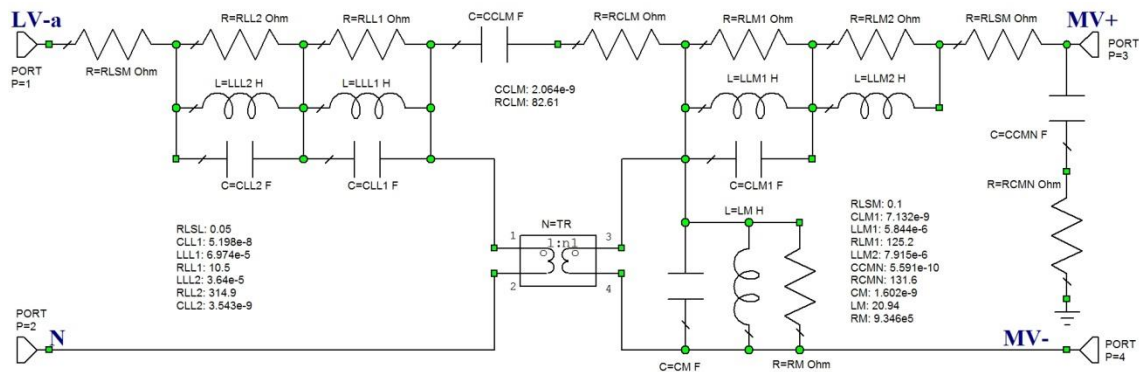 LV-a
R=RLL2 Ohm
R=RLL1 Ohm
C=CCLM F
R=RCLM Ohm
R=RLM1 Ohm
R=RLM2 Ohm
R=RLSM Ohm
MV+
PORT
P=1
R=RLSM Ohm
PORT
P=3
L=LLL2 H
L=LLL1 H
CCLM: 2.064e-9
RCLM: 82.61
L=LLM1 H
L=LLM2 H
C=CCMN F
C=CLL2 F
C=CLL1 F
C=CLM1 F
R=RCMN Ohm
RLSL: 0.05
CLL1: 5.198e-8
LLL1: 6.974e-5
RLL1: 10.5
LLL2: 3.64e-5
RLL2: 314.9
CLL2: 3.543e-9
N=TR
1
1:n1
3
2
4
L=LM H
RLSM: 0.1
CLM1: 7.132e-9
LLM1: 5.844e-6
RLM1: 125.2
LLM2: 7.915e-6
CCMN: 5.591e-10
RCMN: 131.6
CM: 1.602e-9
LM: 20.94
RM: 9.346e5
PORT
P=2
N
C=CM F
R=RM Ohm
MV-
PORT
P=4